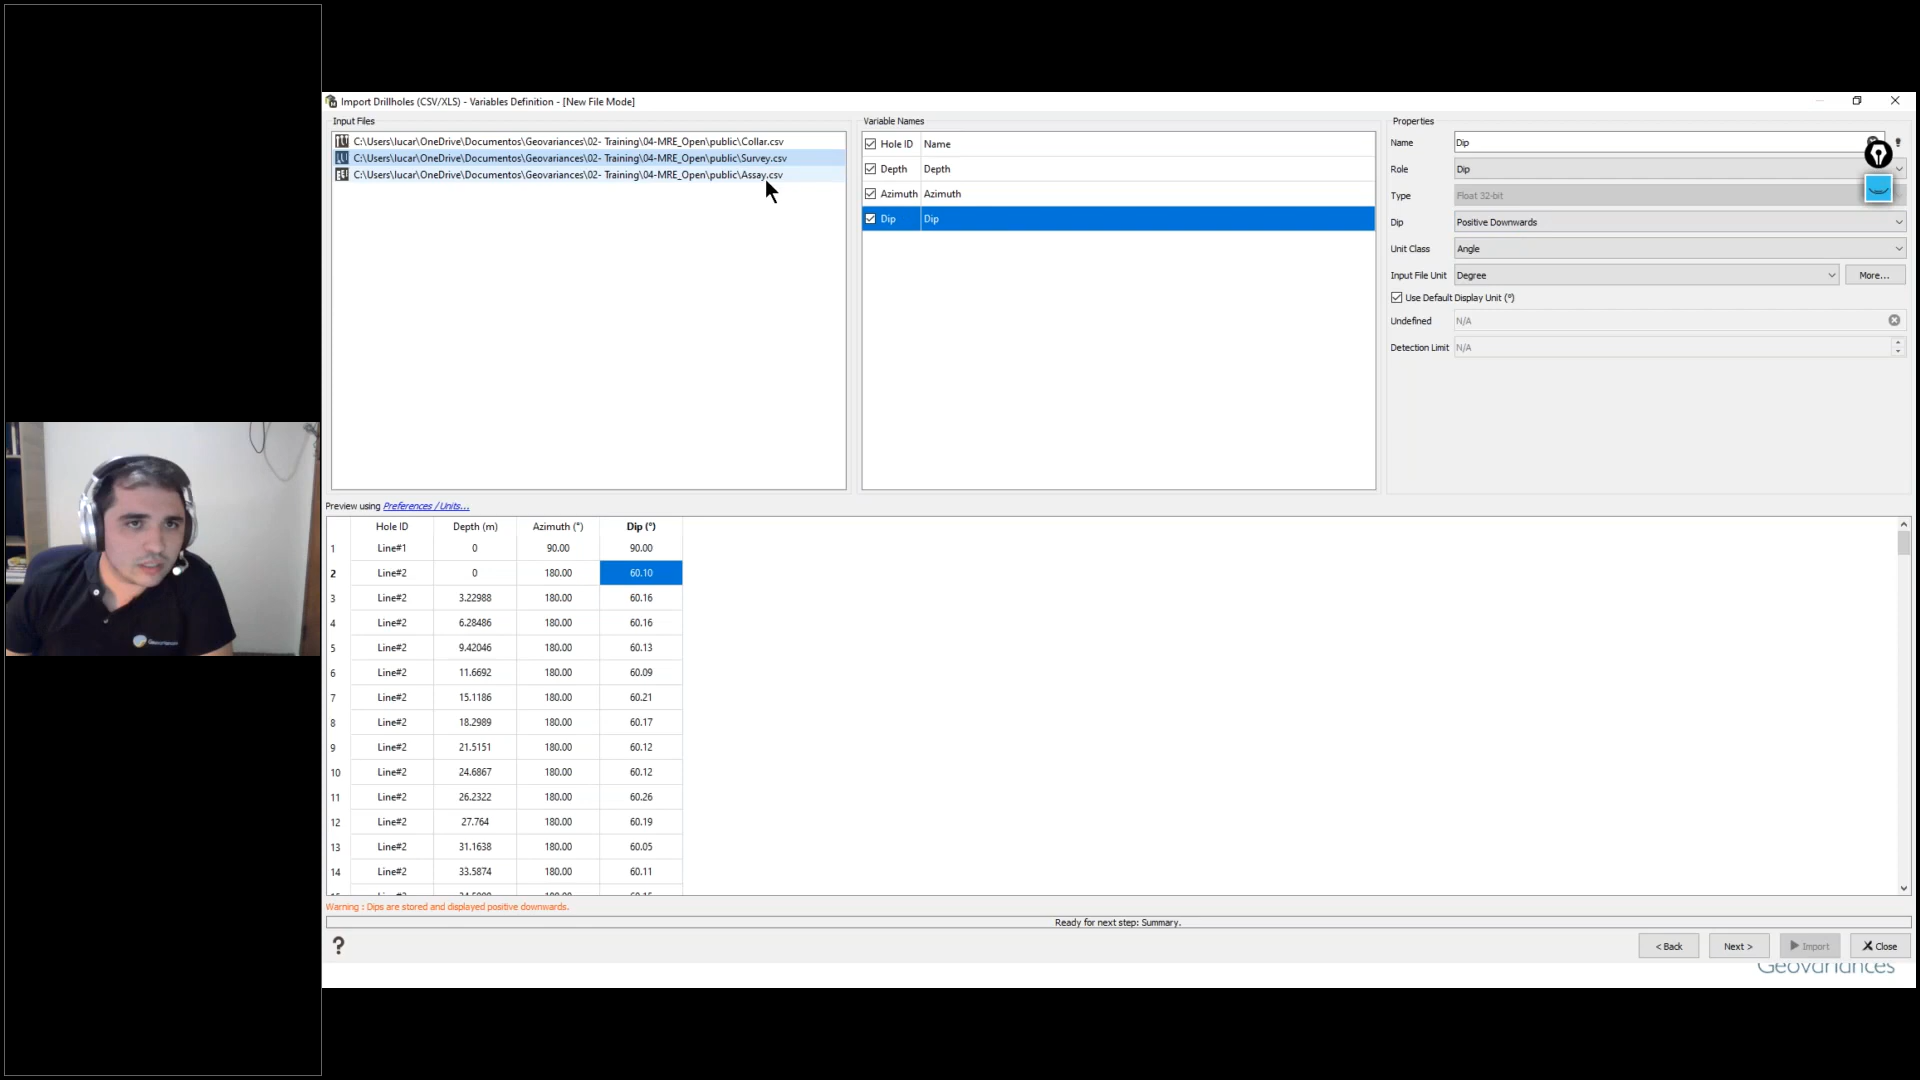 Import Drillholes (CSV/XLS) - Variables Definition - [New File Mode]
Input Files
C:\Users\lucar\OneDrive\Documentos\Geovariances\02- Training\04-MRE_Open\public\Collar.csv
C:\Users\lucar\OneDrive\Documentos\Geovariances\02- Training\04-MRE_Open\public\Survey.csv
C:\Users\lucar\OneDrive\Documentos\Geovariances\02- Training\04-MRE_Open\public\Assay.csv
Variable Names
Hole ID Name
Depth Depth
Azimuth Azimuth
Dip Dip
Properties
Name Dip
Role Dip
Type Float 32-bit
Dip Positive Downwards
Unit Class Angle
Input File Unit Degree More...
Use Default Display Unit (°)
Undefined N/A
Detection Limit N/A
Preview using Preferences / Units...
Hole ID Depth (m) Azimuth (°) Dip (°)
1 Line#1 0 90.00 90.00
2 Line#2 0 180.00 60.10
3 Line#2 3.22988 180.00 60.16
4 Line#2 6.28486 180.00 60.16
5 Line#2 9.42046 180.00 60.13
6 Line#2 11.6692 180.00 60.09
7 Line#2 15.1186 180.00 60.21
8 Line#2 18.2989 180.00 60.17
9 Line#2 21.5151 180.00 60.12
10 Line#2 24.6867 180.00 60.12
11 Line#2 26.2322 180.00 60.26
12 Line#2 27.764 180.00 60.19
13 Line#2 31.1638 180.00 60.05
14 Line#2 33.5874 180.00 60.11
Warning : Dips are stored and displayed positive downwards.
Ready for next step: Summary.
? < Back Next > Import Close
Geovariances